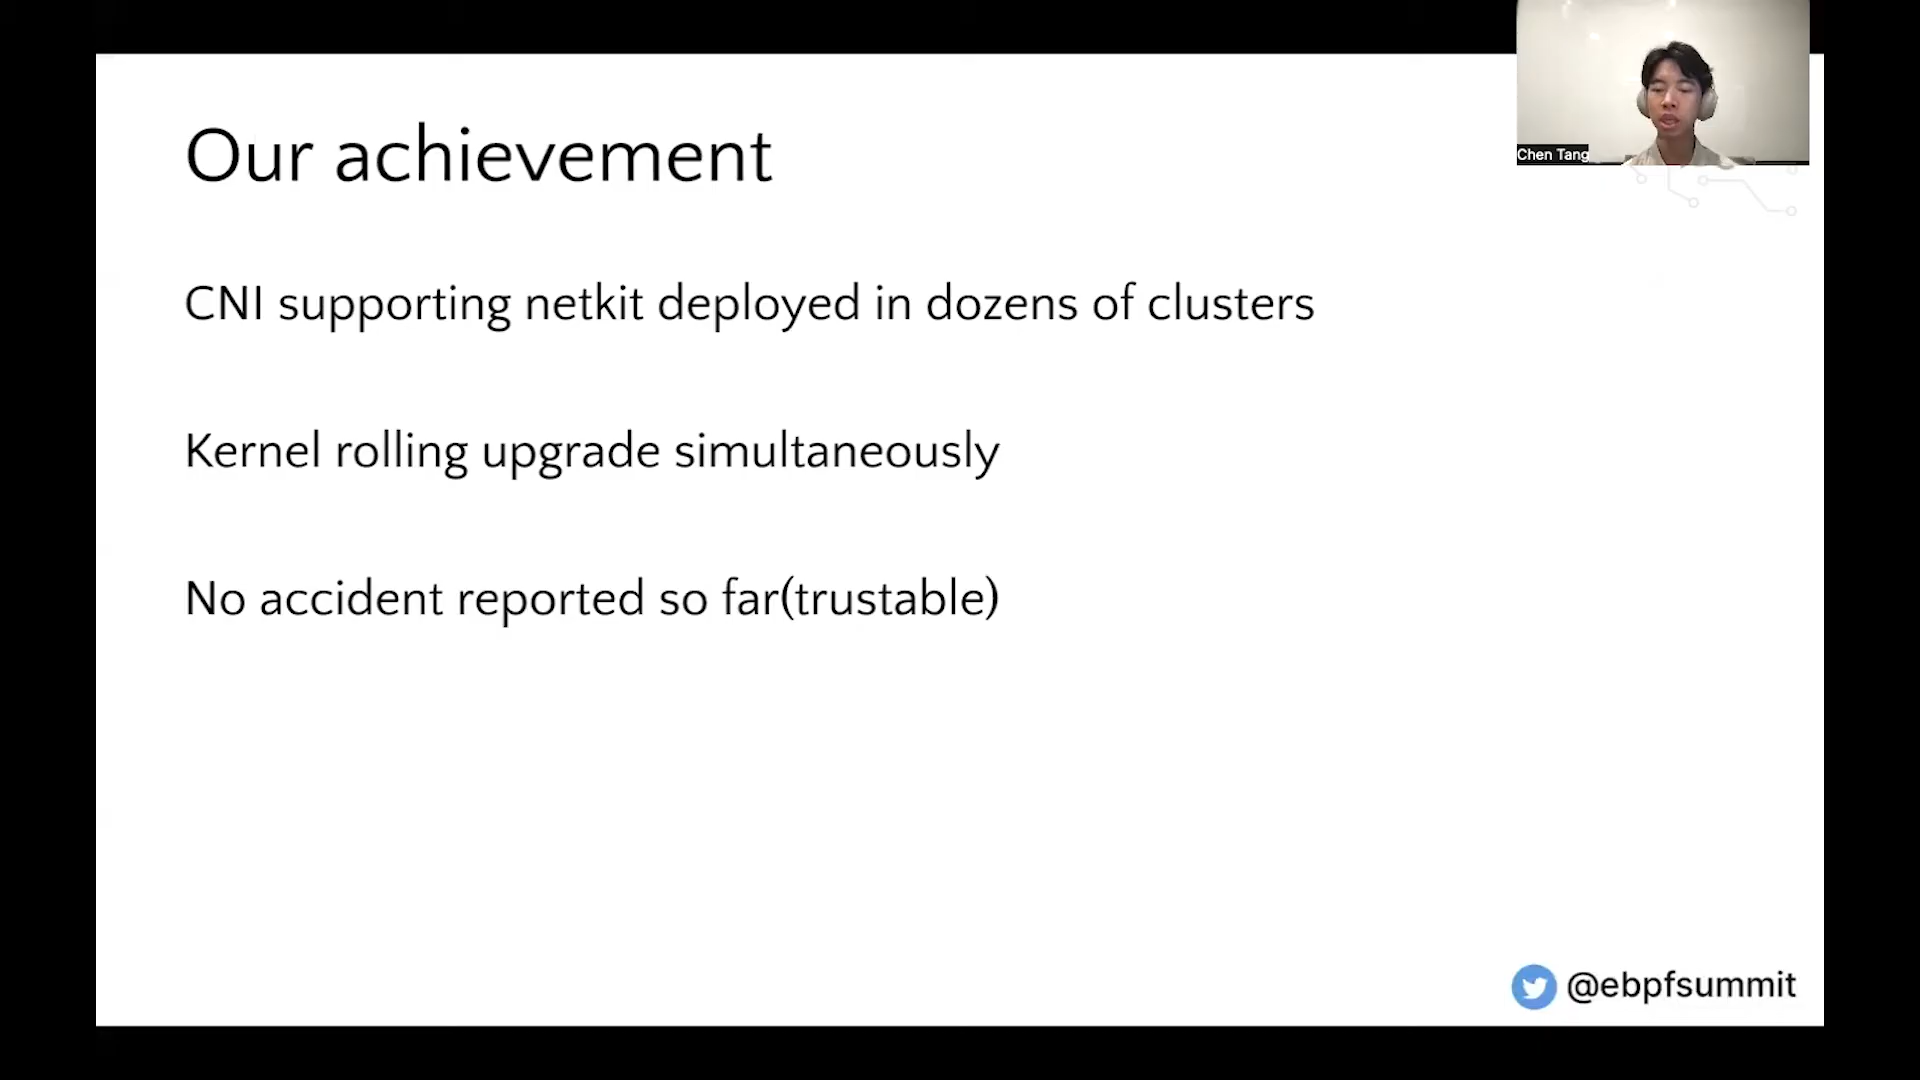 Our achievement
Chen Tang
CNI supporting netkit deployed in dozens of clusters
Kernel rolling upgrade simultaneously
No accident reported so far(trustable)
@ebpfsummit